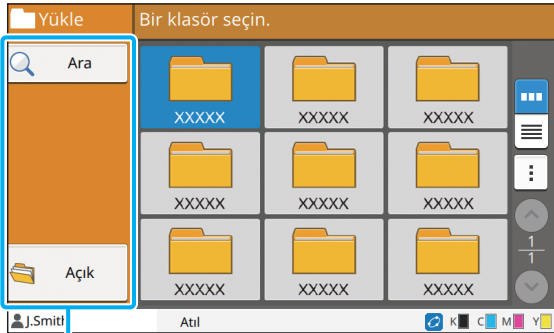 Yükle
Bir klasör seçin.
Ara
XXXXX XXXXX XXXXX
XXXXX XXXXX XXXXX
1
1
Açık
XXXXX XXXXX XXXXX
J.Smith Atıl K C M Y